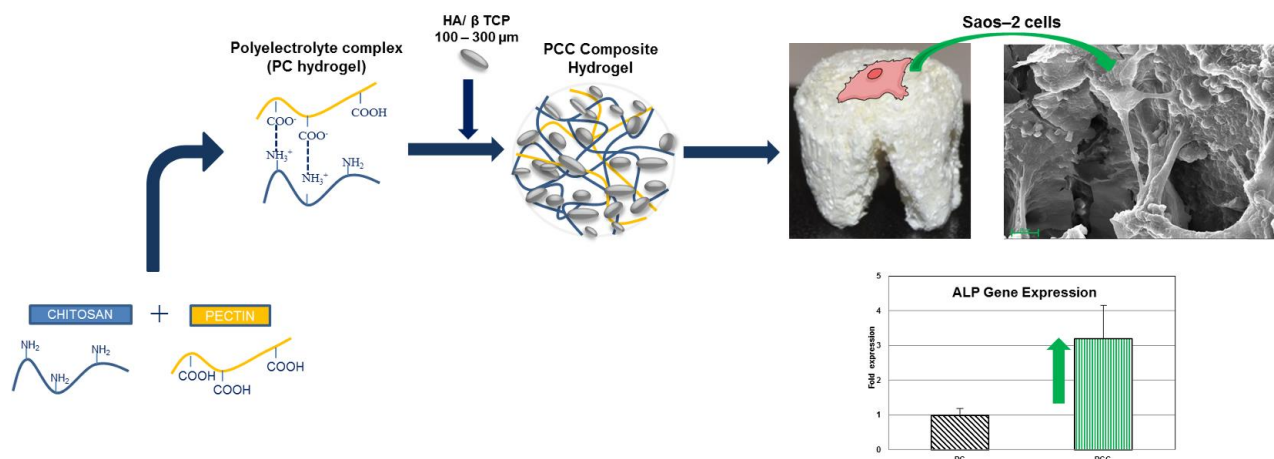 HA/ β TCP
100 – 300 µm
Polyelectrolyte complex
(PC hydrogel)
PCC Composite
Hydrogel
Saos–2 cells
COOH
COO-
COO-
NH3+
NH3+
NH2
CHITOSAN + PECTIN
NH2
NH2
NH2
COOH
COOH
COOH
ALP Gene Expression
Fold expression
5
4
3
2
1
0
PC
PCC